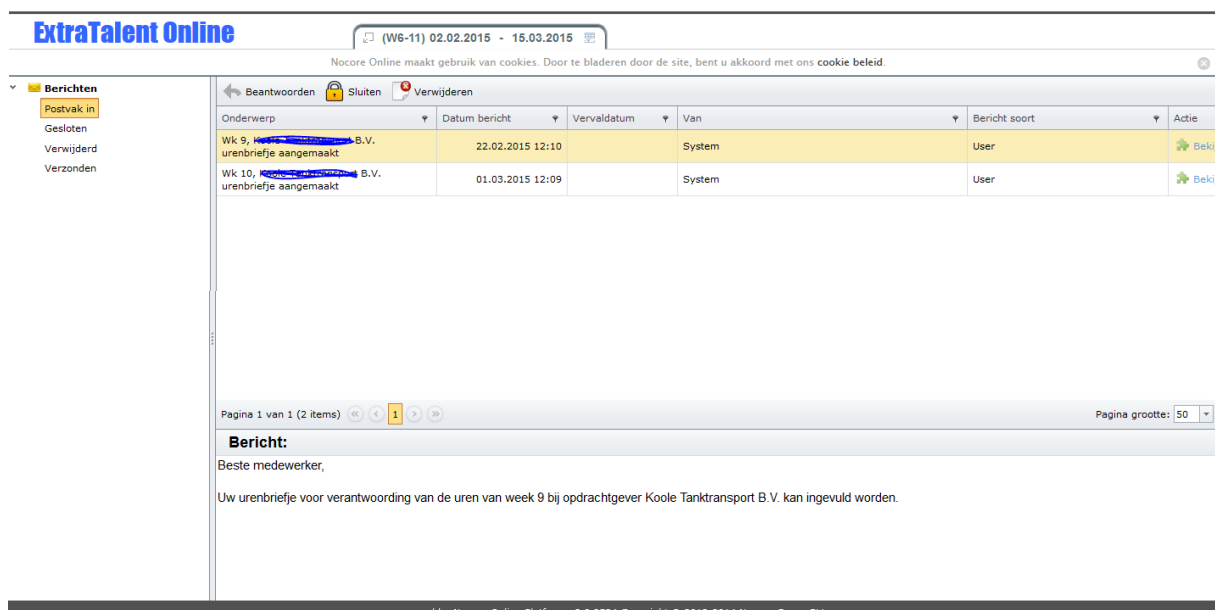 ExtraTalent Online
(W6-11) 02.02.2015 - 15.03.2015
Nocore Online maakt gebruik van cookies. Door te bladeren door de site, bent u akkoord met ons cookie beleid.
Berichten
Postvak in
Gesloten
Verwijderd
Verzonden
Beantwoorden Sluiten Verwijderen
Onderwerp Datum bericht Vervaldatum Van Bericht soort Actie
Wk 9, B.V.
urenbriefje aangemaakt 22.02.2015 12:10 System User Beki
Wk 10, B.V.
urenbriefje aangemaakt 01.03.2015 12:09 System User Beki
Pagina 1 van 1 (2 items) 1 Pagina grootte: 50
Bericht:
Beste medewerker,
Uw urenbriefje voor verantwoording van de uren van week 9 bij opdrachtgever Koole Tanktransport B.V. kan ingevuld worden.